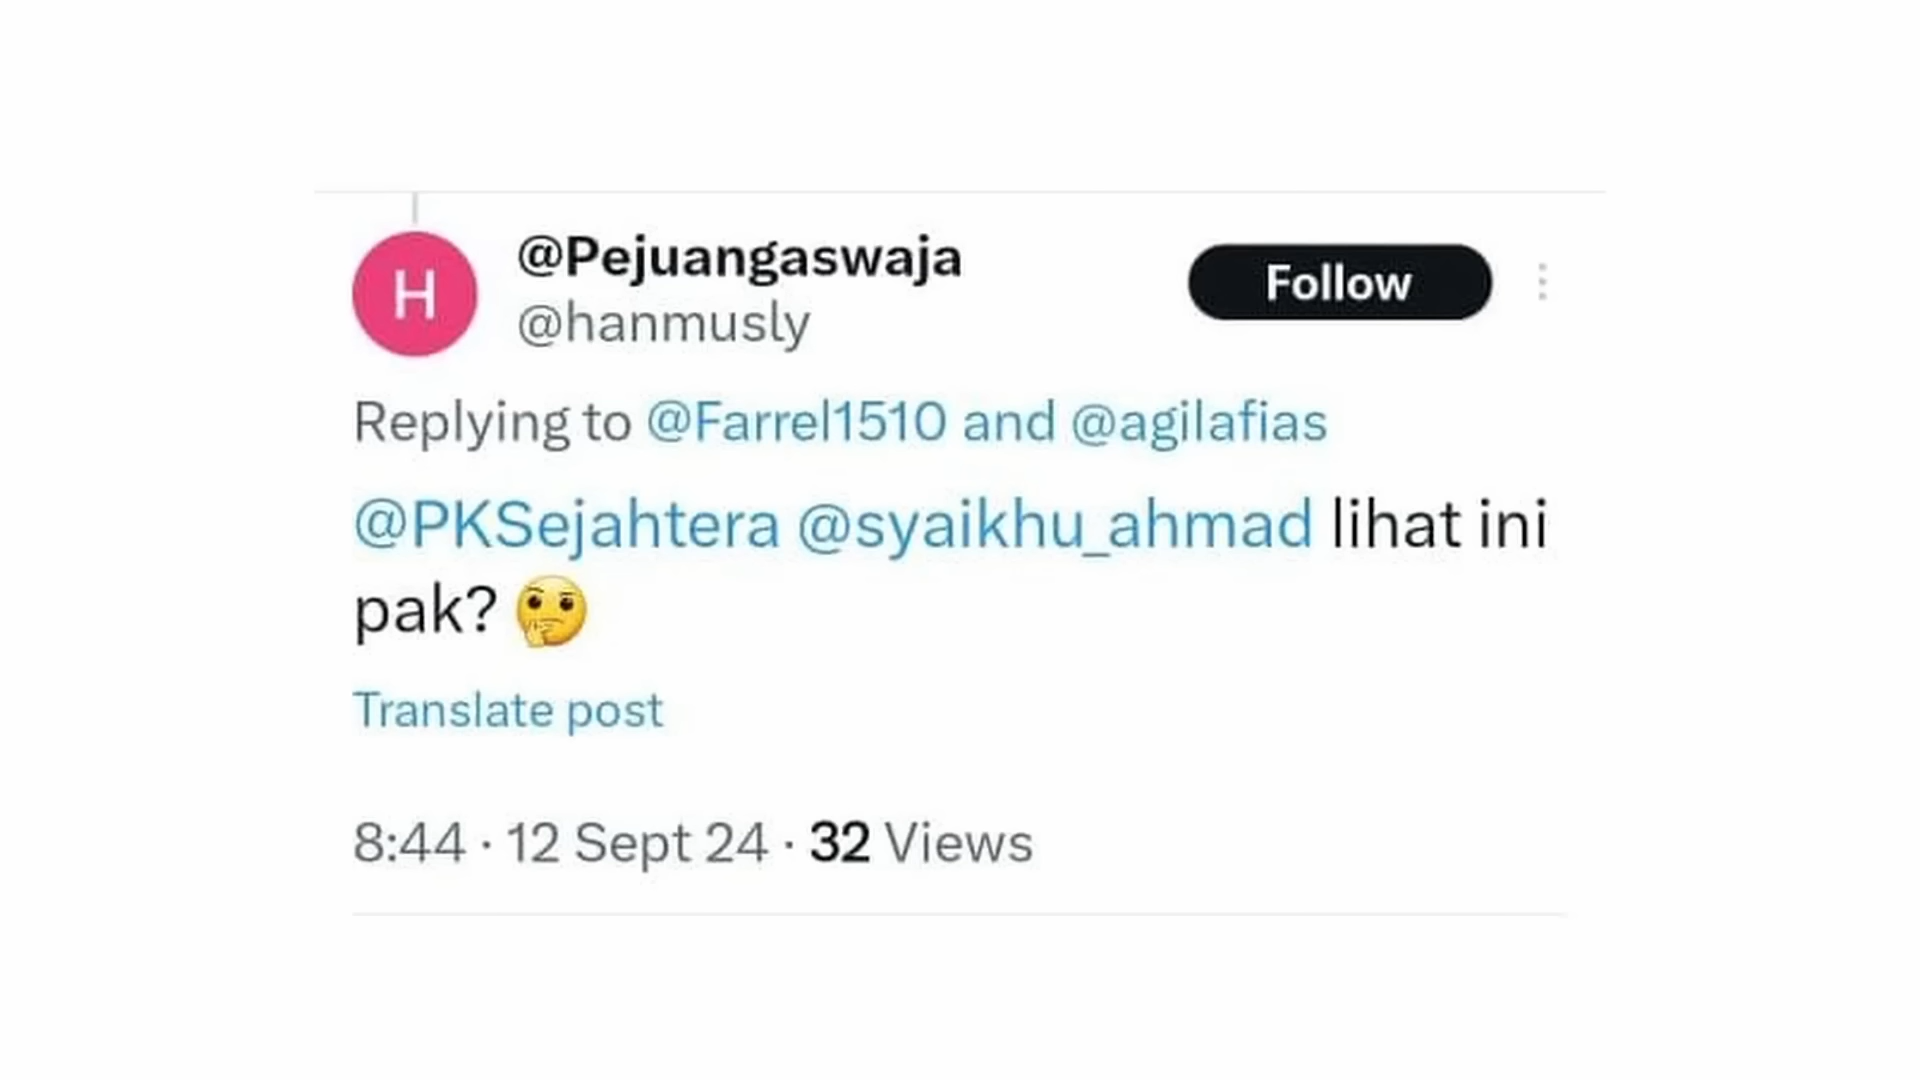 @Pejuangaswaja
Follow
@hanmusly
Replying to @Farrel1510 and @agilafias
@PKSejahtera @syaikhu_ahmad lihat ini
pak? 🤔
Translate post
8:44 · 12 Sept 24 · 32 Views
H